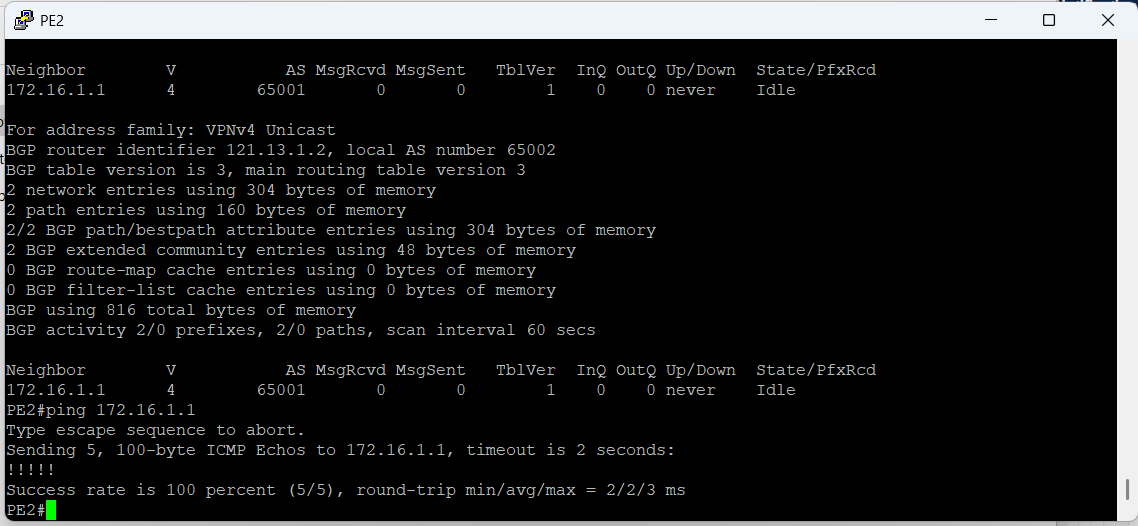 PE2
Neighbor V AS MsgRcvd MsgSent TblVer InQ OutQ Up/Down State/PfxRcd
172.16.1.1 4 65001 0 0 1 0 0 never Idle
For address family: VPNv4 Unicast
BGP router identifier 121.13.1.2, local AS number 65002
BGP table version is 3, main routing table version 3
2 network entries using 304 bytes of memory
2 path entries using 160 bytes of memory
2/2 BGP path/bestpath attribute entries using 304 bytes of memory
2 BGP extended community entries using 48 bytes of memory
0 BGP route-map cache entries using 0 bytes of memory
0 BGP filter-list cache entries using 0 bytes of memory
BGP using 816 total bytes of memory
BGP activity 2/0 prefixes, 2/0 paths, scan interval 60 secs
Neighbor V AS MsgRcvd MsgSent TblVer InQ OutQ Up/Down State/PfxRcd
172.16.1.1 4 65001 0 0 1 0 0 never Idle
PE2#ping 172.16.1.1
Type escape sequence to abort.
Sending 5, 100-byte ICMP Echos to 172.16.1.1, timeout is 2 seconds:
!!!!!
Success rate is 100 percent (5/5), round-trip min/avg/max = 2/2/3 ms
PE2#